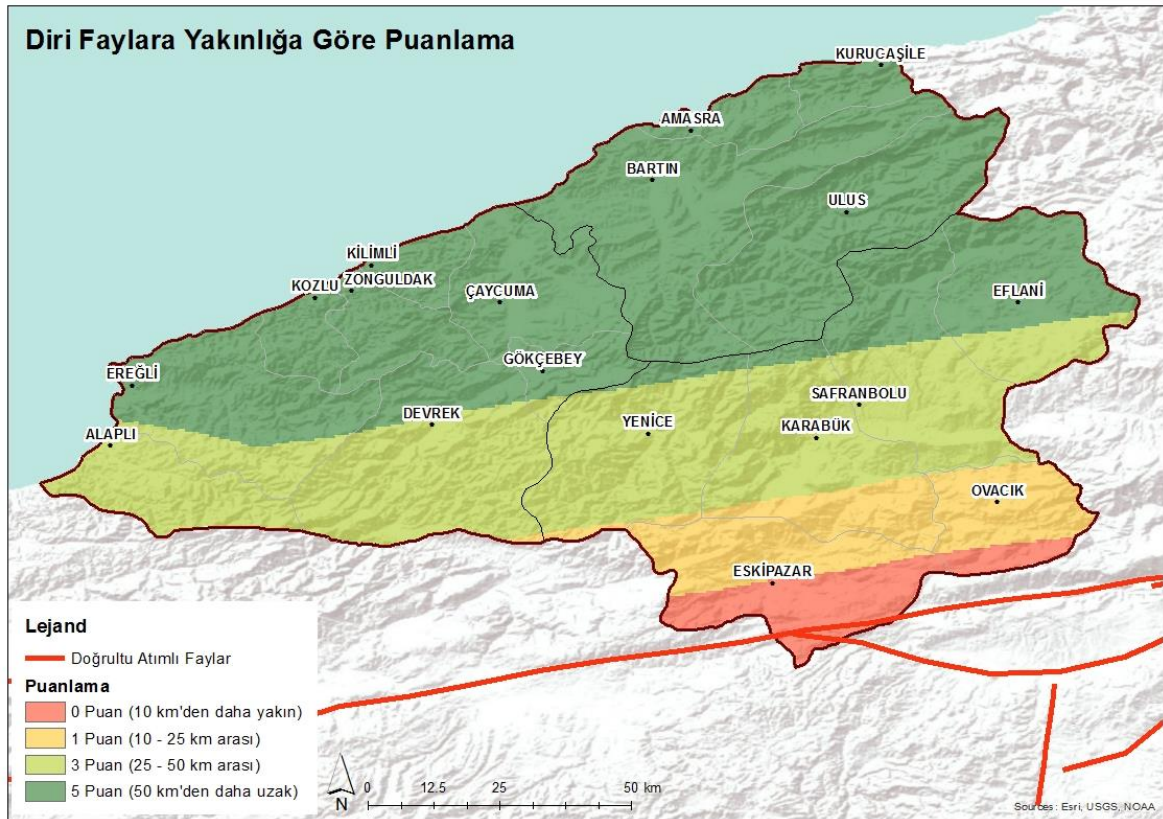 Diri Faylara Yakınlığa Göre Puanlama
KURUCAŞİLE
AMASRA
BARTIN
ULUS
KİLİMLİ
ZONGULDAK
KOZLU
ÇAYCUMA
EFLANİ
GÖKÇEBEY
EREĞLİ
SAFRANBOLU
DEVREK
YENİCE
KARABÜK
ALAPLI
OVACIK
ESKİPAZAR
Lejand
Doğrultu Atımlı Faylar
Puanlama
0 Puan (10 km'den daha yakın)
1 Puan (10 - 25 km arası)
3 Puan (25 - 50 km arası)
5 Puan (50 km'den daha uzak)
N
0 12.5 25 50 km
Sources: Esri, USGS, NOAA